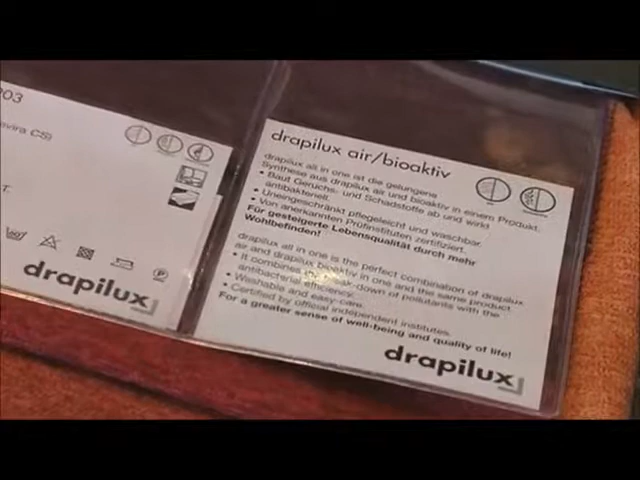 903
avira CS)
T.
drapilux
drapilux air/bioaktiv
drapilux all in one ist die gelungene
Synthese aus drapilux air und bioaktiv in einem Produkt.
• Baut Geruchs- und Schadstoffe ab und wirkt
antibakteriell.
• Uneingeschränkt pflegeleicht und waschbar.
• Von anerkannten Prüfinstituten zertifiziert.
Für gesteigerte Lebensqualität durch mehr
Wohlbefinden!
drapilux all in one is the perfect combination of drapilux
air and drapilux bioaktiv in one and the same product.
• It combines the break-down of pollutants with the
antibacterial efficiency.
• Washable and easy-care.
• Certified by official independent institutes.
For a greater sense of well-being and quality of life!
drapilux